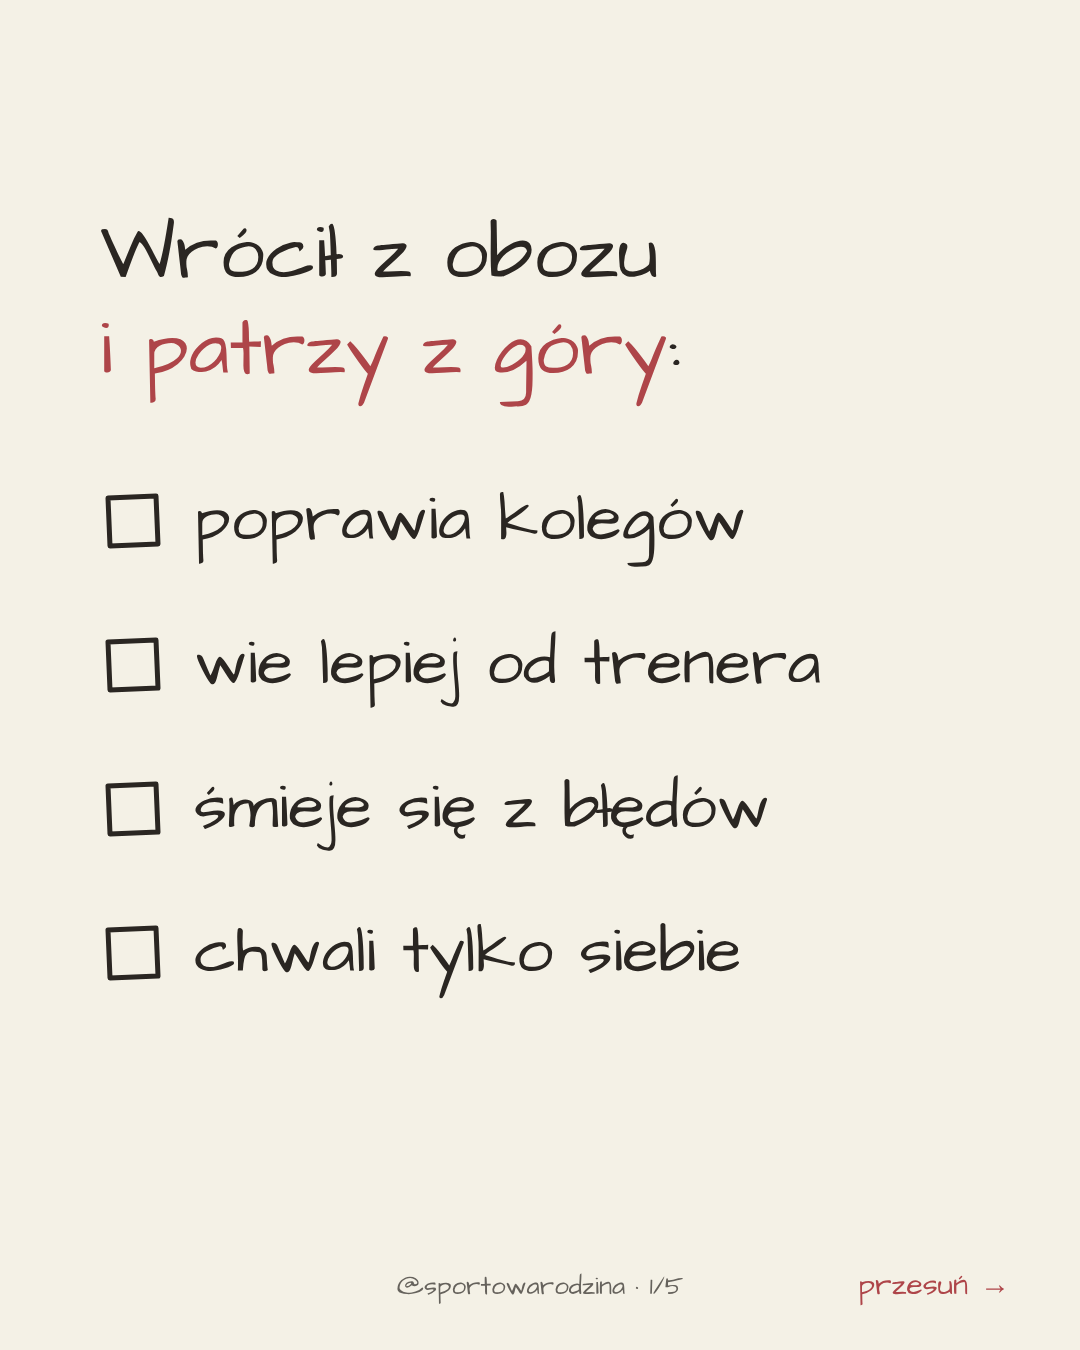 Wrócił z obozu
i patrzy z góry:
poprawia kolegów
wie lepiej od trenera
śmieje się z błędów
chwali tylko siebie
@sportowarodzina · 1/5
przesuń →